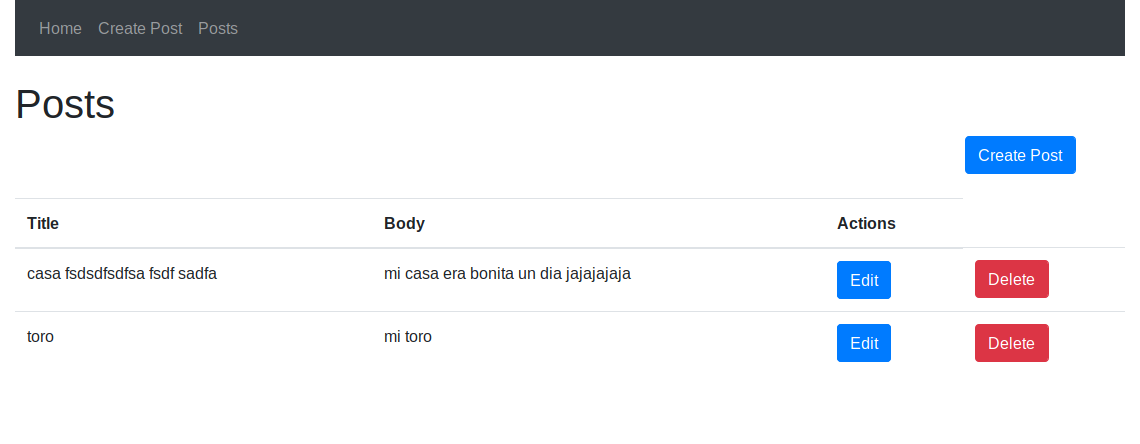 Home Create Post Posts
Posts
Create Post
Title Body Actions
casa fsdsdfsdfsa fsdf sadfa mi casa era bonita un dia jajajajaja Edit Delete
toro mi toro Edit Delete